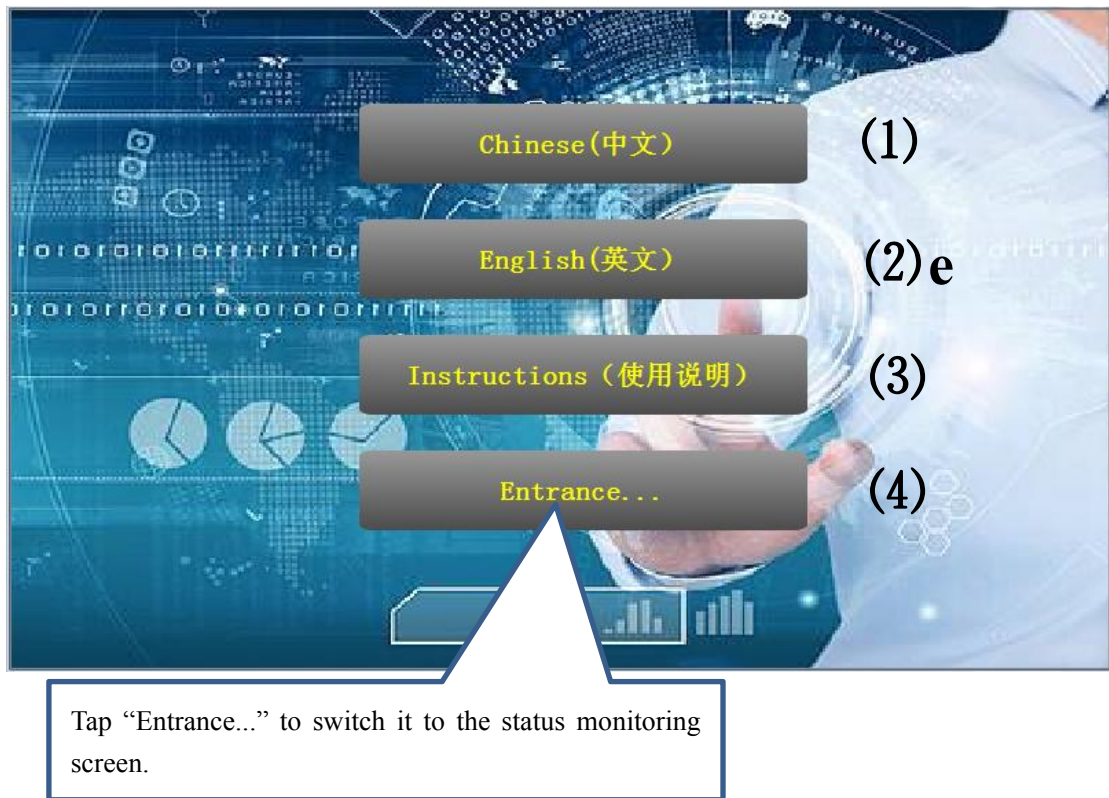 Chinese(中文） (1)
English(英文） (2)e
Instructions（使用说明） (3)
Entrance... (4)
Tap “Entrance...” to switch it to the status monitoring
screen.